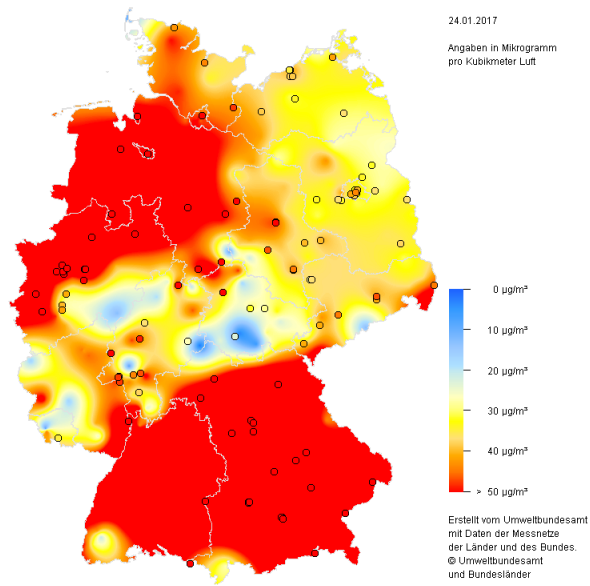 24.01.2017
Angaben in Mikrogramm
pro Kubikmeter Luft
0 µg/m³
10 µg/m³
20 µg/m³
30 µg/m³
40 µg/m³
> 50 µg/m³
Erstellt vom Umweltbundesamt
mit Daten der Messnetze
der Länder und des Bundes.
© Umweltbundesamt
und Bundesländer